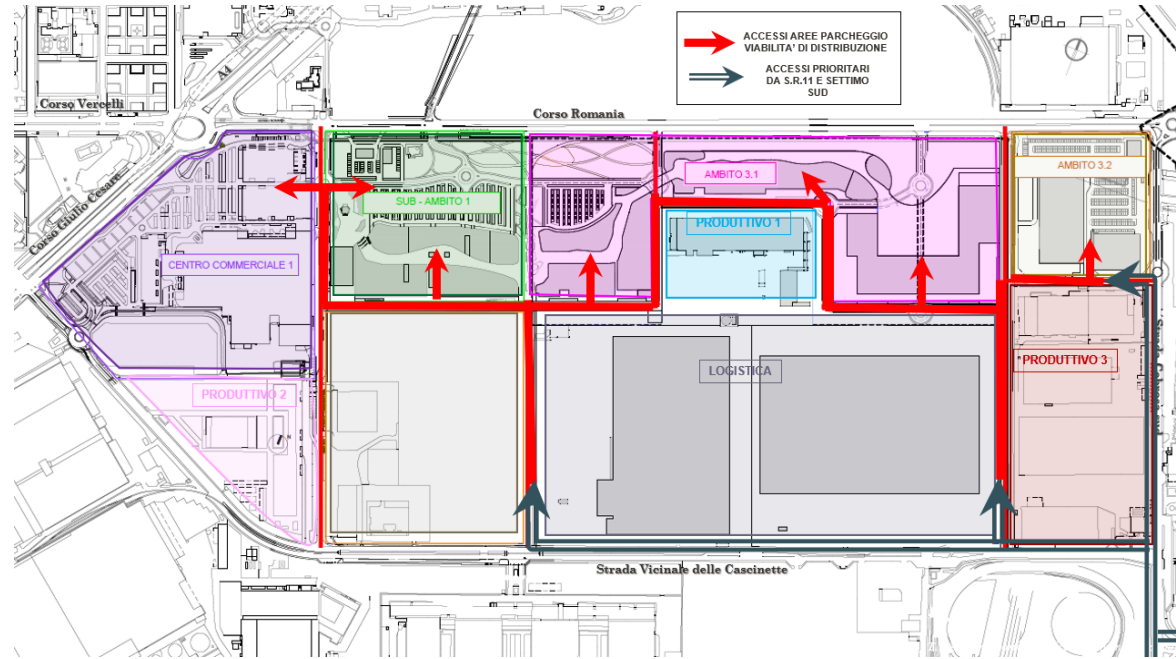 ACCESSI AREE PARCHEGGIO
VIABILITA' DI DISTRIBUZIONE
ACCESSI PRIORITARI
DA S.R.11 E SETTIMO
SUD
A4
Corso Vercelli
Corso Romania
Corso Giulio Cesare
AMBITO 3.1
AMBITO 3.2
SUB - AMBITO 1
PRODUTTIVO 1
CENTRO COMMERCIALE 1
LOGISTICA
PRODUTTIVO 3
PRODUTTIVO 2
Strada Vicinale delle Cascinette